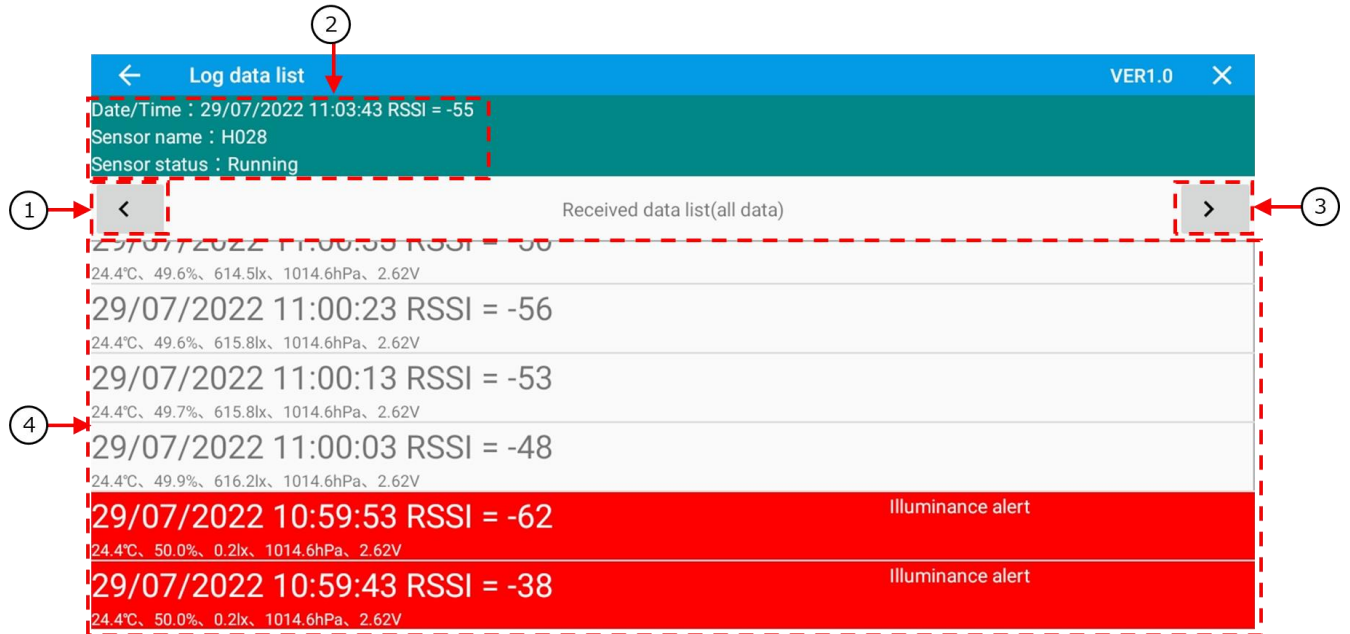 2
Log data list VER1.0
Date/Time：29/07/2022 11:03:43 RSSI = -55
Sensor name：H028
Sensor status：Running
1 Received data list(all data) 3
24.4℃、49.6%、614.5lx、1014.6hPa、2.62V
29/07/2022 11:00:23 RSSI = -56
24.4℃、49.6%、615.8lx、1014.6hPa、2.62V
29/07/2022 11:00:13 RSSI = -53
24.4℃、49.7%、615.8lx、1014.6hPa、2.62V
4
29/07/2022 11:00:03 RSSI = -48
24.4℃、49.9%、616.2lx、1014.6hPa、2.62V
29/07/2022 10:59:53 RSSI = -62 Illuminance alert
24.4℃、50.0%、0.2lx、1014.6hPa、2.62V
29/07/2022 10:59:43 RSSI = -38 Illuminance alert
24.4℃、50.0%、0.2lx、1014.6hPa、2.62V